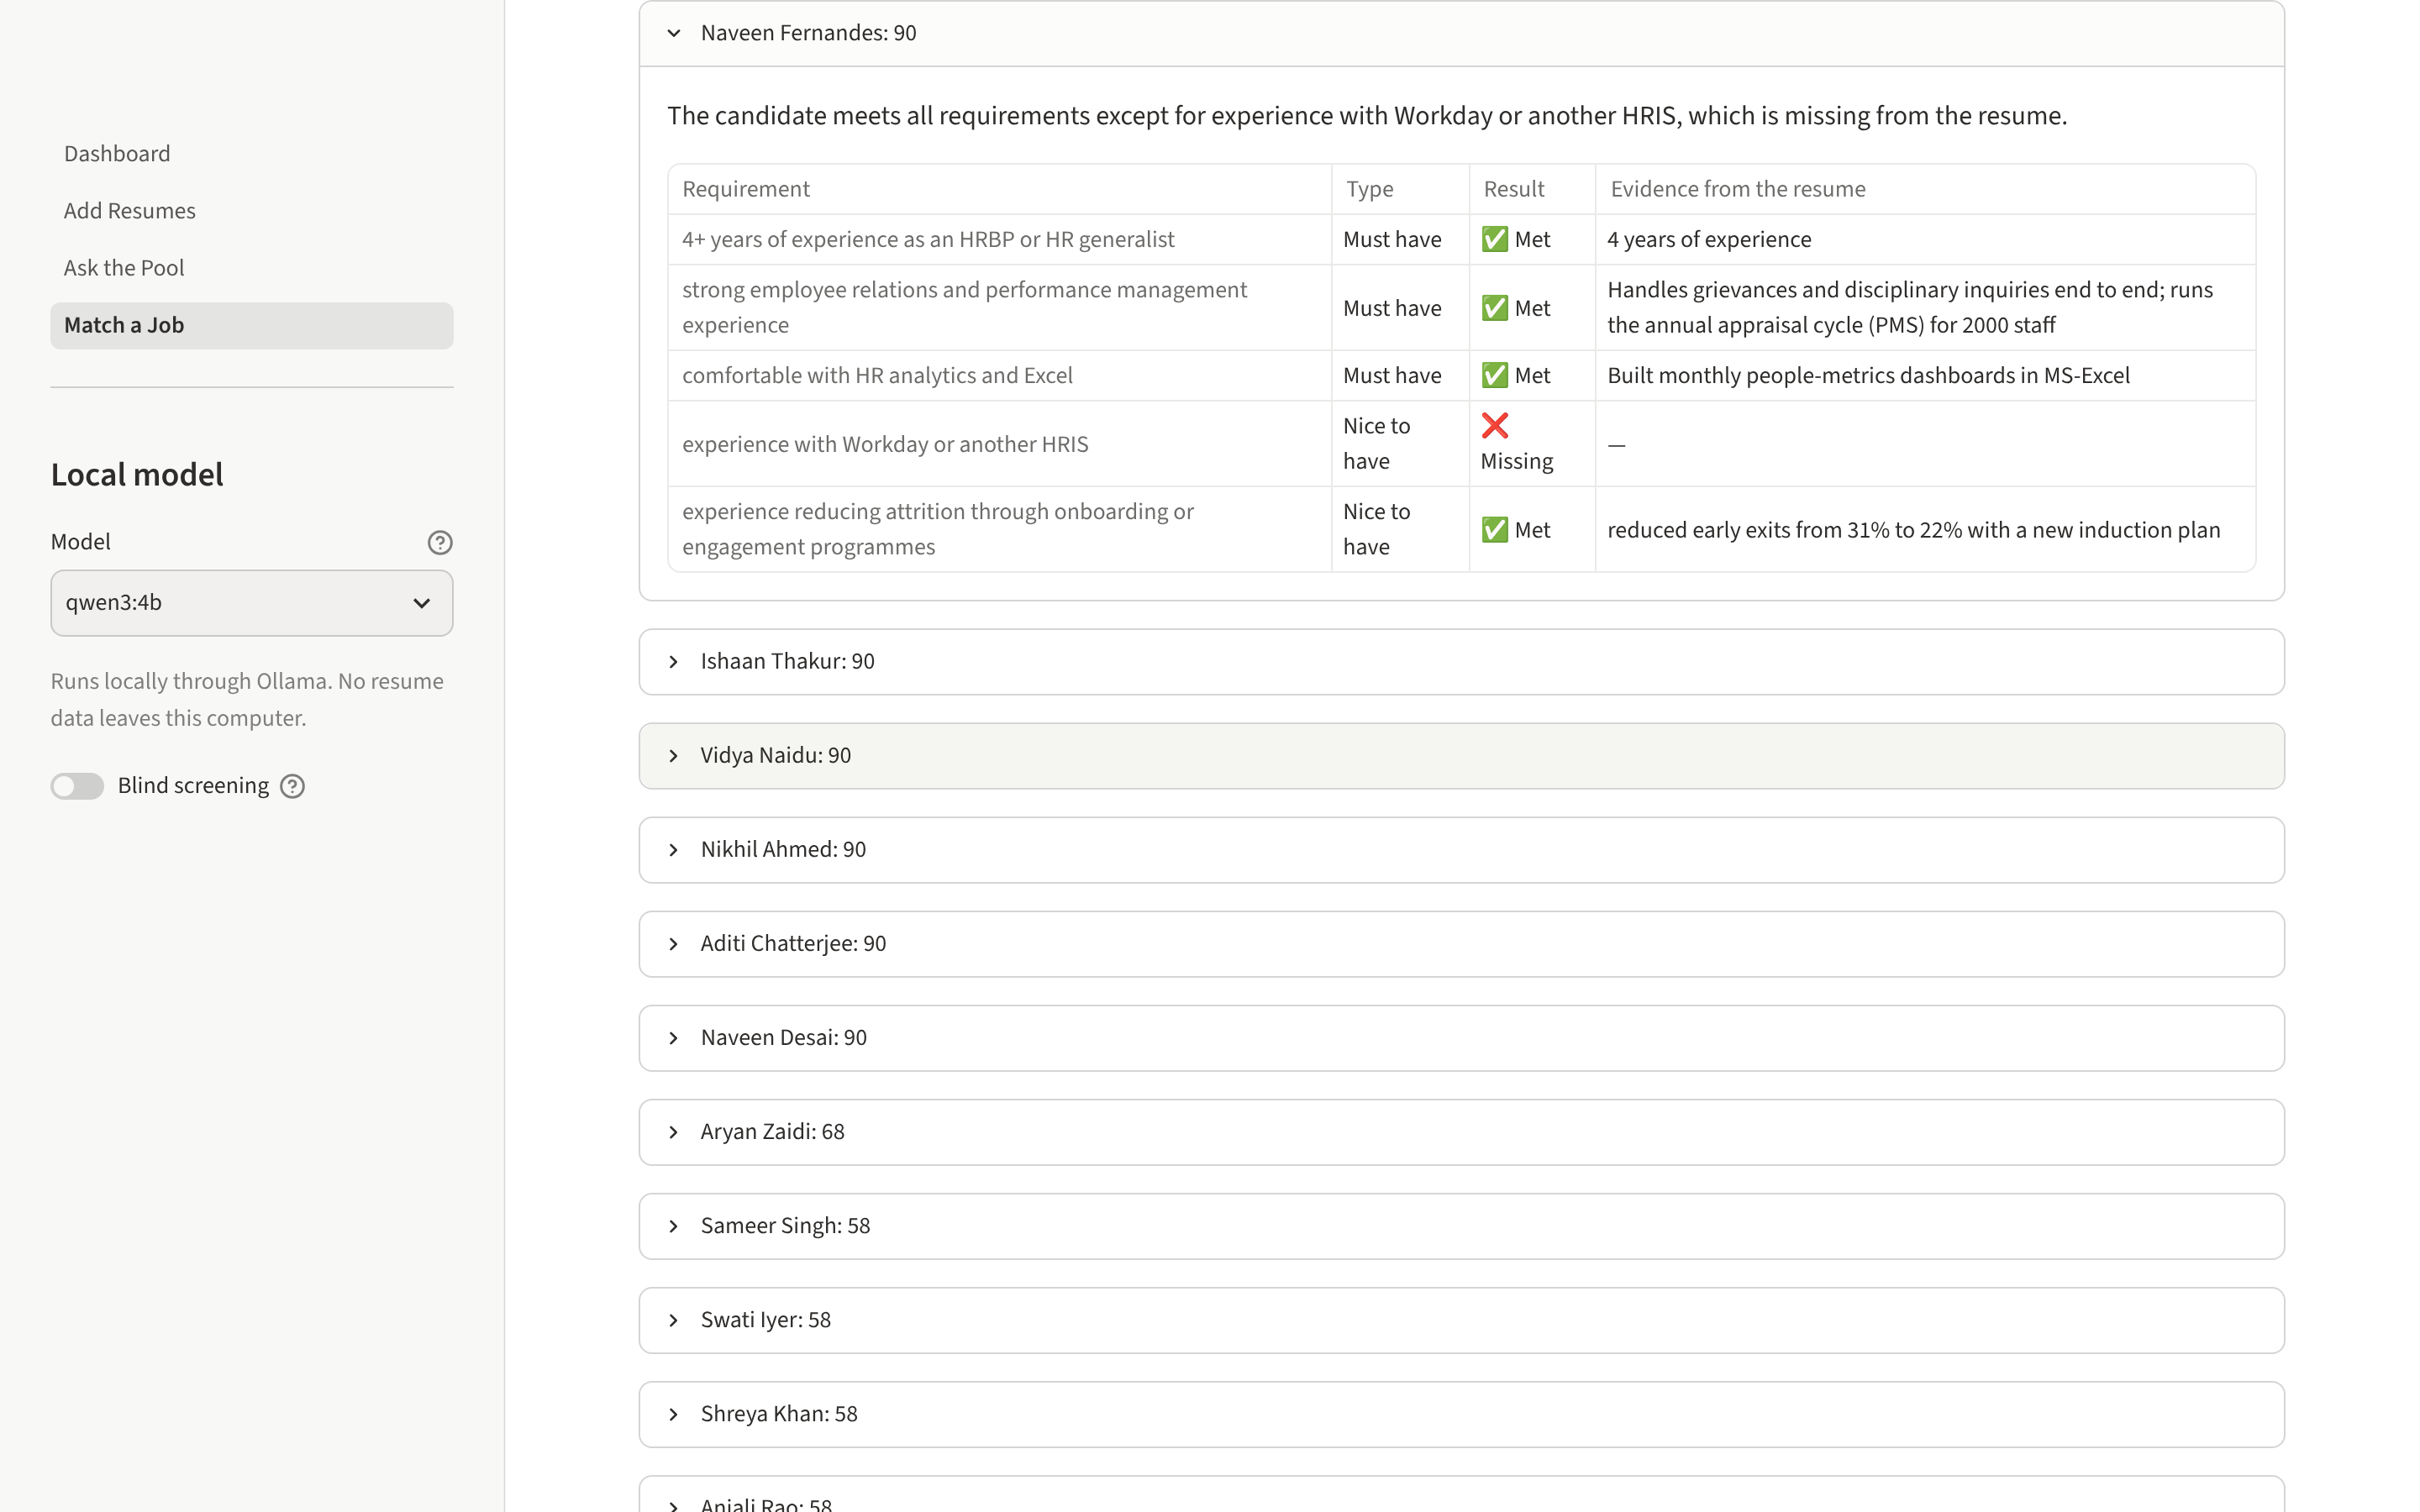 Dashboard
Add Resumes
Ask the Pool
Match a Job
Local model
Model
qwen3:4b
Runs locally through Ollama. No resume
data leaves this computer.
Blind screening
Naveen Fernandes: 90
The candidate meets all requirements except for experience with Workday or another HRIS, which is missing from the resume.
Requirement Type Result Evidence from the resume
4+ years of experience as an HRBP or HR generalist Must have ✅ Met 4 years of experience
strong employee relations and performance management
experience Must have ✅ Met Handles grievances and disciplinary inquiries end to end; runs
the annual appraisal cycle (PMS) for 2000 staff
comfortable with HR analytics and Excel Must have ✅ Met Built monthly people-metrics dashboards in MS-Excel
experience with Workday or another HRIS Nice to
have ❌
Missing —
experience reducing attrition through onboarding or
engagement programmes Nice to
have ✅ Met reduced early exits from 31% to 22% with a new induction plan
Ishaan Thakur: 90
Vidya Naidu: 90
Nikhil Ahmed: 90
Aditi Chatterjee: 90
Naveen Desai: 90
Aryan Zaidi: 68
Sameer Singh: 58
Swati Iyer: 58
Shreya Khan: 58
Anjali Rao: 58